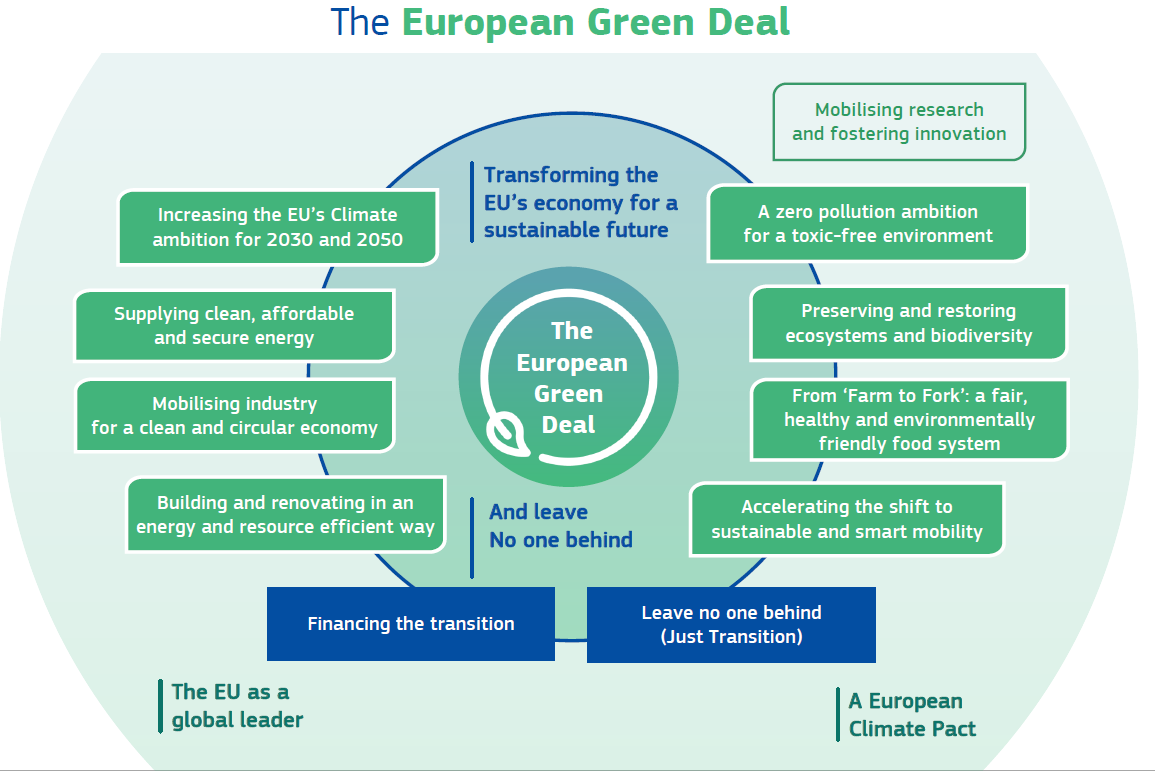 The European Green Deal
Mobilising research
and fostering innovation
Transforming the
EU's economy for a
sustainable future
Increasing the EU's Climate
ambition for 2030 and 2050
Supplying clean, affordable
and secure energy
Mobilising industry
for a clean and circular economy
Building and renovating in an
energy and resource efficient way
The
European
Green
Deal
A zero pollution ambition
for a toxic-free environment
Preserving and restoring
ecosystems and biodiversity
From ‘Farm to Fork’: a fair,
healthy and environmentally
friendly food system
Accelerating the shift to
sustainable and smart mobility
And leave
No one behind
Financing the transition
Leave no one behind
(Just Transition)
The EU as a
global leader
A European
Climate Pact